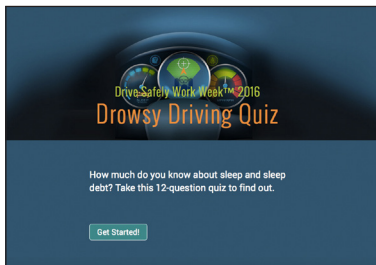 Drive Safely Work Week™ 2016
Drowsy Driving Quiz
How much do you know about sleep and sleep
debt? Take this 12-question quiz to find out.
Get Started!